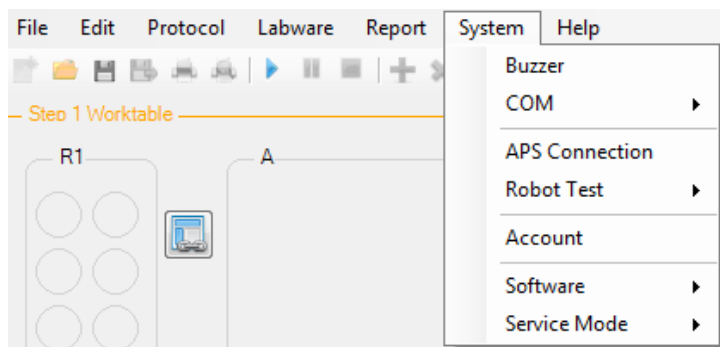 File Edit Protocol Labware Report System Help
Buzzer
COM
Step 1 Worktable
APS Connection
R1 A
Robot Test
Account
Software
Service Mode